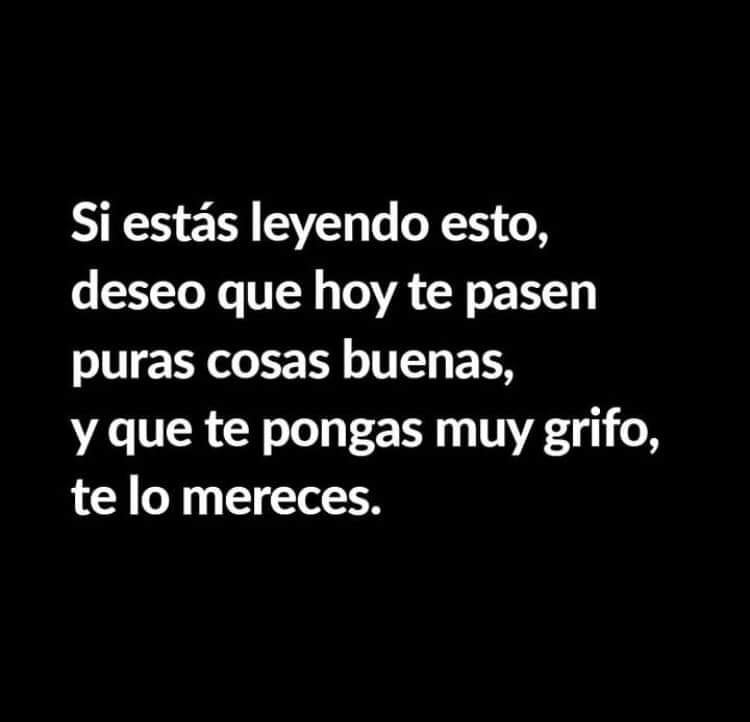 Si estás leyendo esto,
deseo que hoy te pasen
puras cosas buenas,
y que te pongas muy grifo,
te lo mereces.